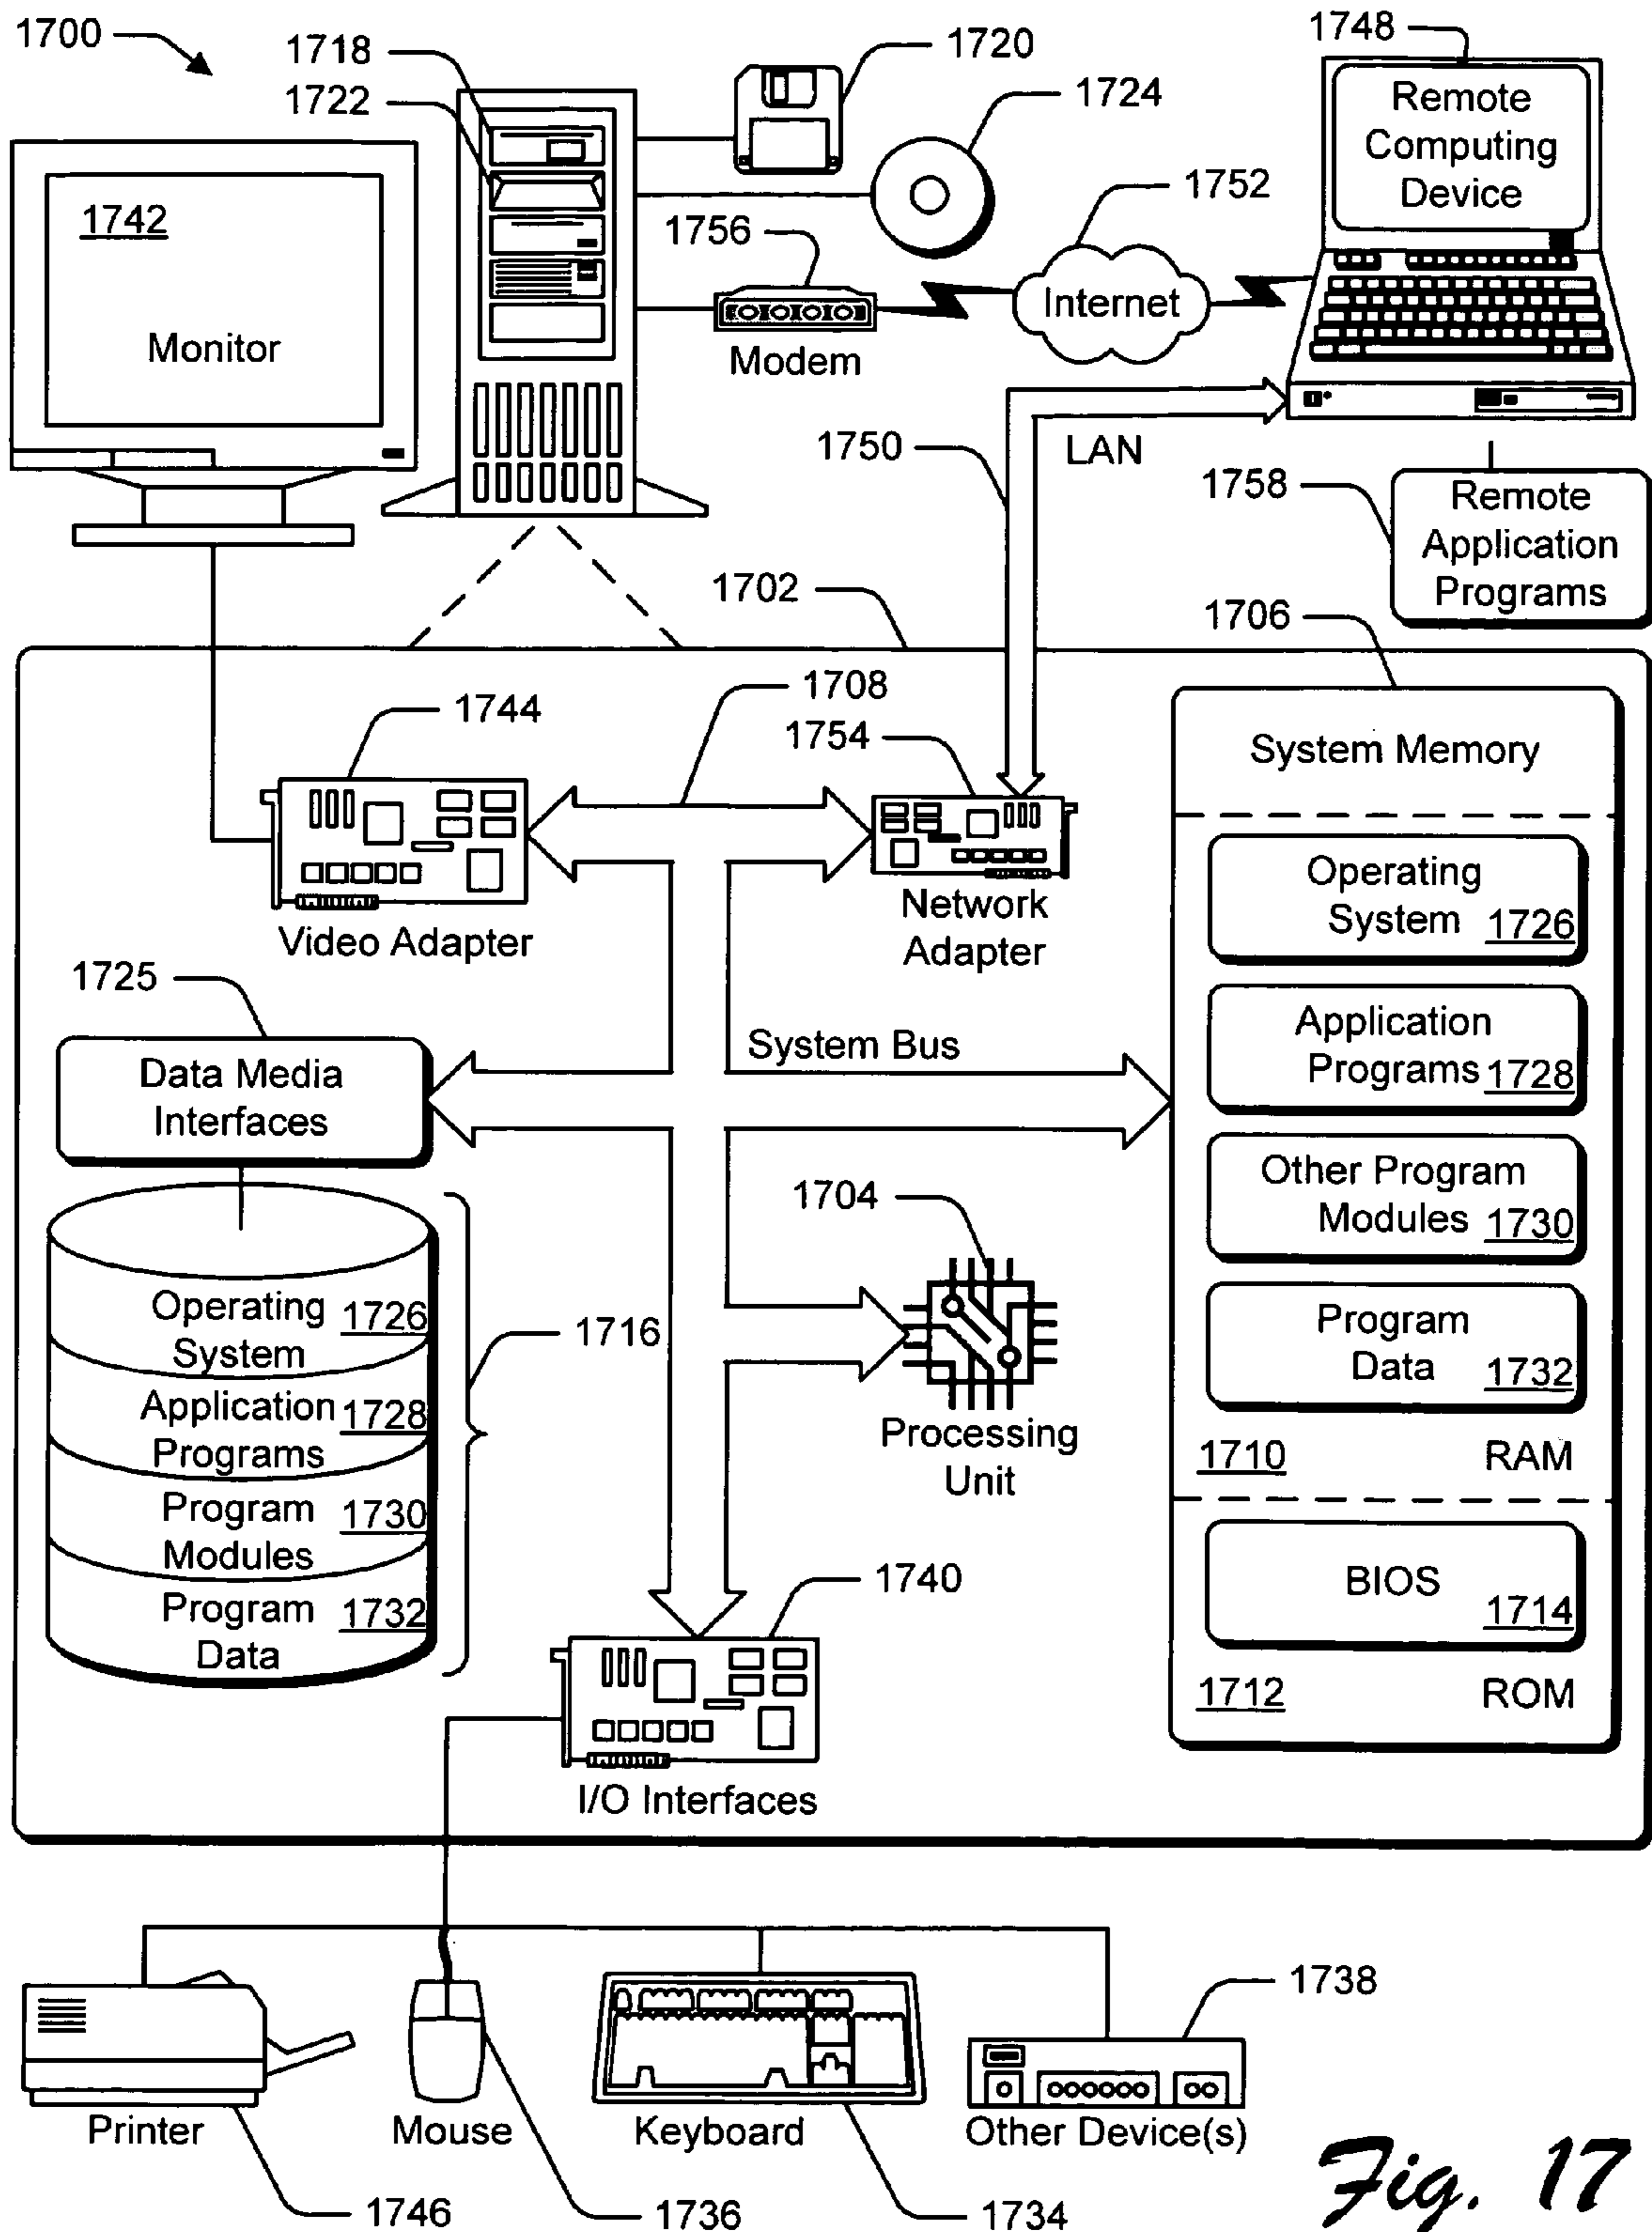 1700
1718
1722
1720
1724
1748
Remote
Computing
Device
1742
Monitor
1756
Modem
1752
Internet
1750
LAN
1758
Remote
Application
Programs
1702
1706
1708
1744
Video Adapter
1754
Network
Adapter
System Memory
Operating
System 1726
Application
Programs 1728
Other Program
Modules 1730
Program
Data 1732
1710 RAM
BIOS
1714
1712 ROM
1725
Data Media
Interfaces
System Bus
1704
Processing
Unit
Operating 1726
System
Application 1728
Programs
Program 1730
Modules
Program 1732
Data
1716
1740
I/O Interfaces
1738
Printer
Mouse
Keyboard
Other Device(s)
1746
1736
1734
Fig. 17